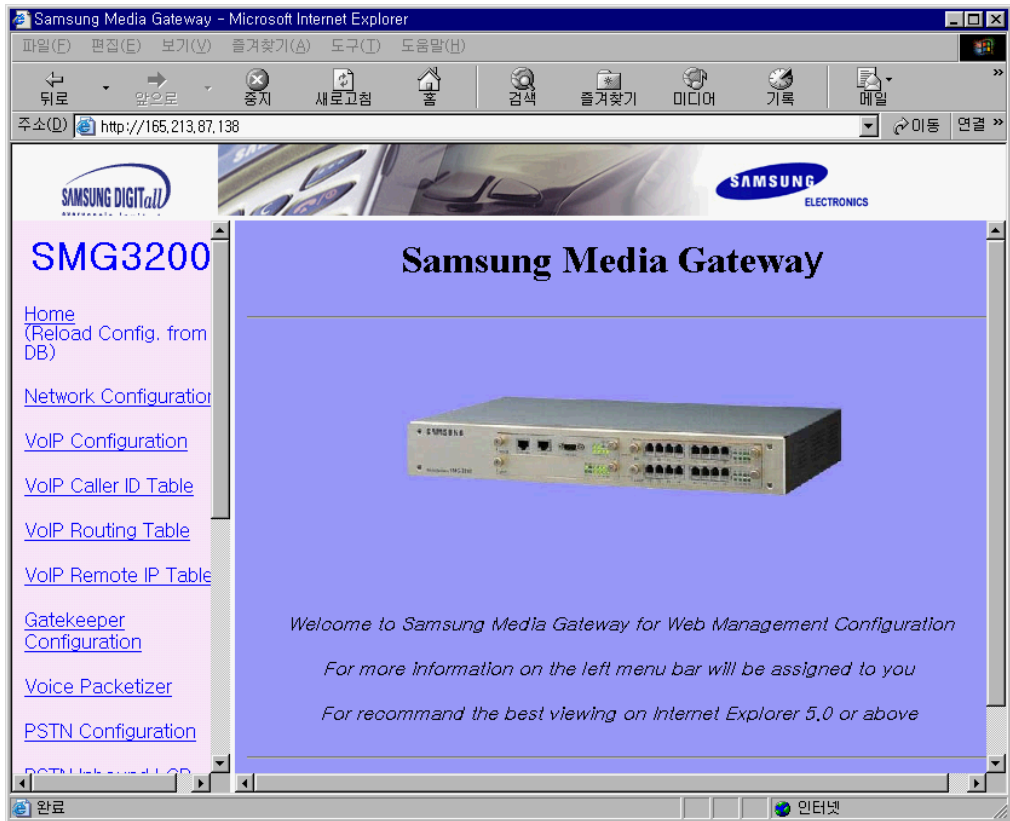 Samsung Media Gateway - Microsoft Internet Explorer
파일(F) 편집(E) 보기(V) 즐겨찾기(A) 도구(T) 도움말(H)
뒤로 앞으로 중지 새로고침 홈 검색 즐겨찾기 미디어 기록 메일 »
주소(D) http://165,213,87,138 이동 연결 »
SAMSUNG DIGITall
SAMSUNG
ELECTRONICS
SMG3200
Home
(Reload Config. from
DB)
Network Configuration
VoIP Configuration
VoIP Caller ID Table
VoIP Routing Table
VoIP Remote IP Table
Gatekeeper
Configuration
Voice Packetizer
PSTN Configuration
Samsung Media Gateway
SAMSUNG
Welcome to Samsung Media Gateway for Web Management Configuration
For more information on the left menu bar will be assigned to you
For recommand the best viewing on Internet Explorer 5,0 or above
완료 인터넷